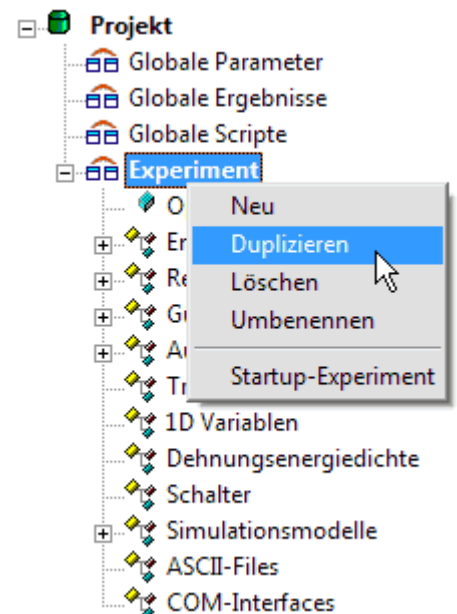 Projekt
Globale Parameter
Globale Ergebnisse
Globale Scripte
Experiment
Neu
Duplizieren
Löschen
Umbenennen
Startup-Experiment
1D Variablen
Dehnungsenergiedichte
Schalter
Simulationsmodelle
ASCII-Files
COM-Interfaces